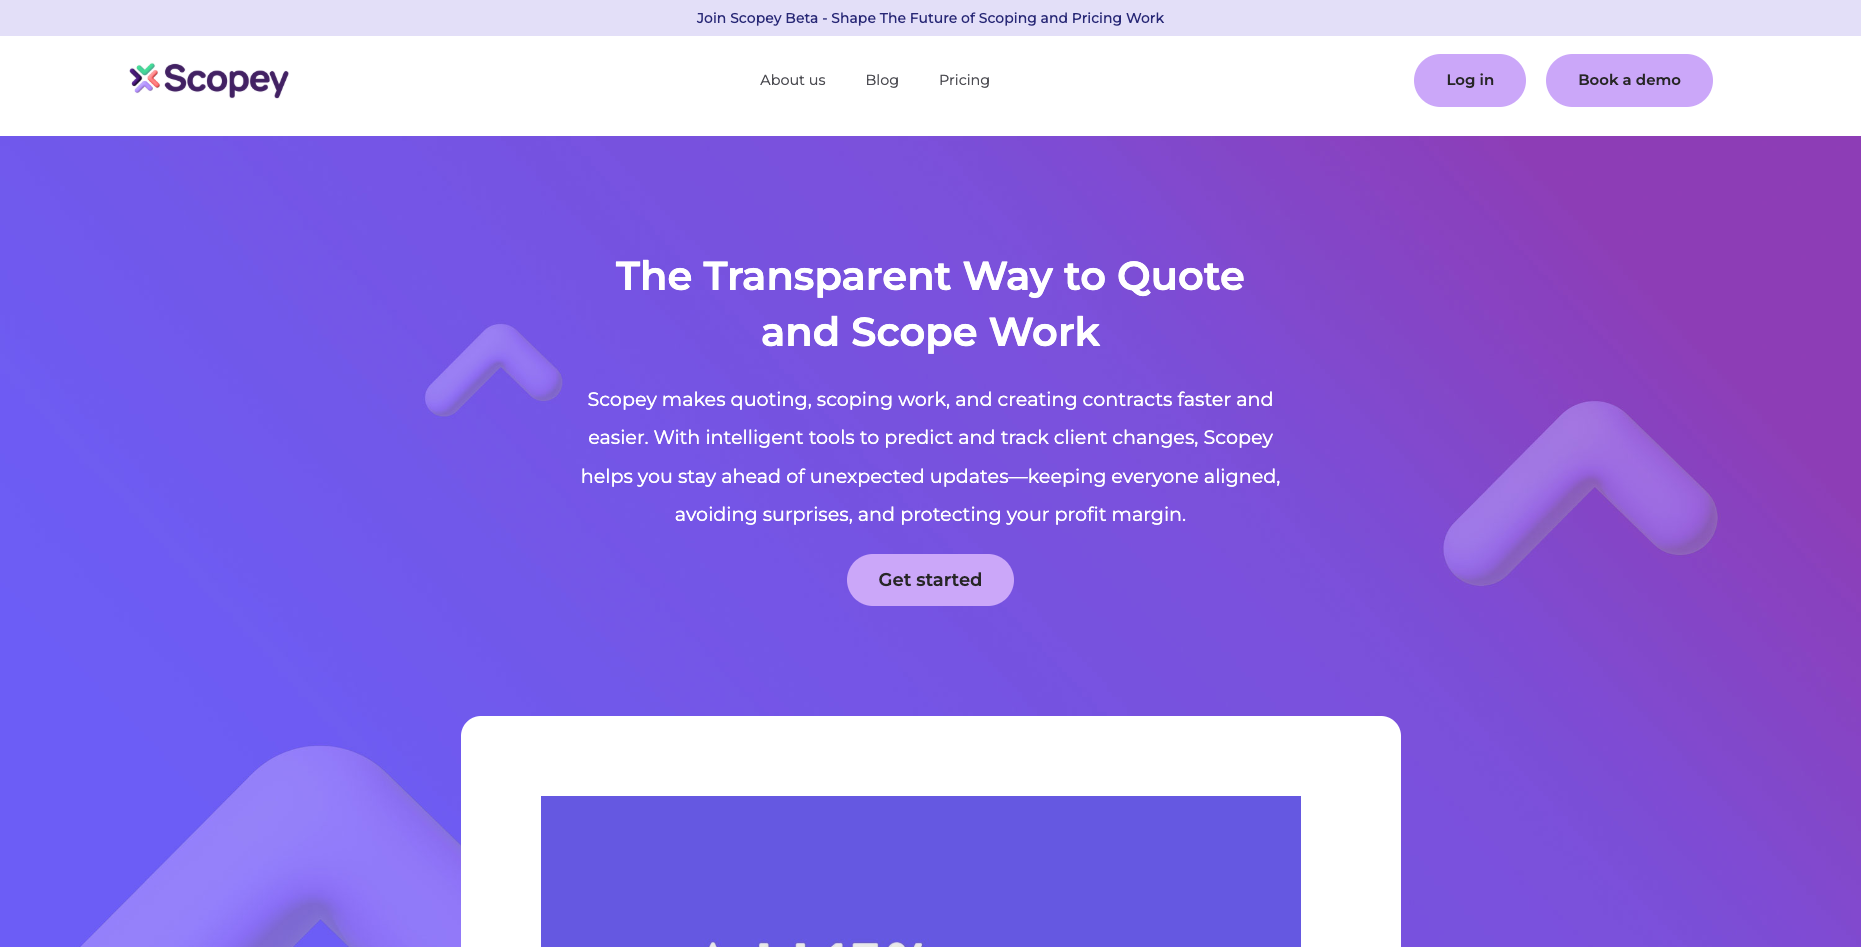 Join Scopey Beta - Shape The Future of Scoping and Pricing Work
Scopey
About us
Blog
Pricing
Log in
Book a demo
The Transparent Way to Quote
and Scope Work
Scopey makes quoting, scoping work, and creating contracts faster and
easier. With intelligent tools to predict and track client changes, Scopey
helps you stay ahead of unexpected updates—keeping everyone aligned,
avoiding surprises, and protecting your profit margin.
Get started